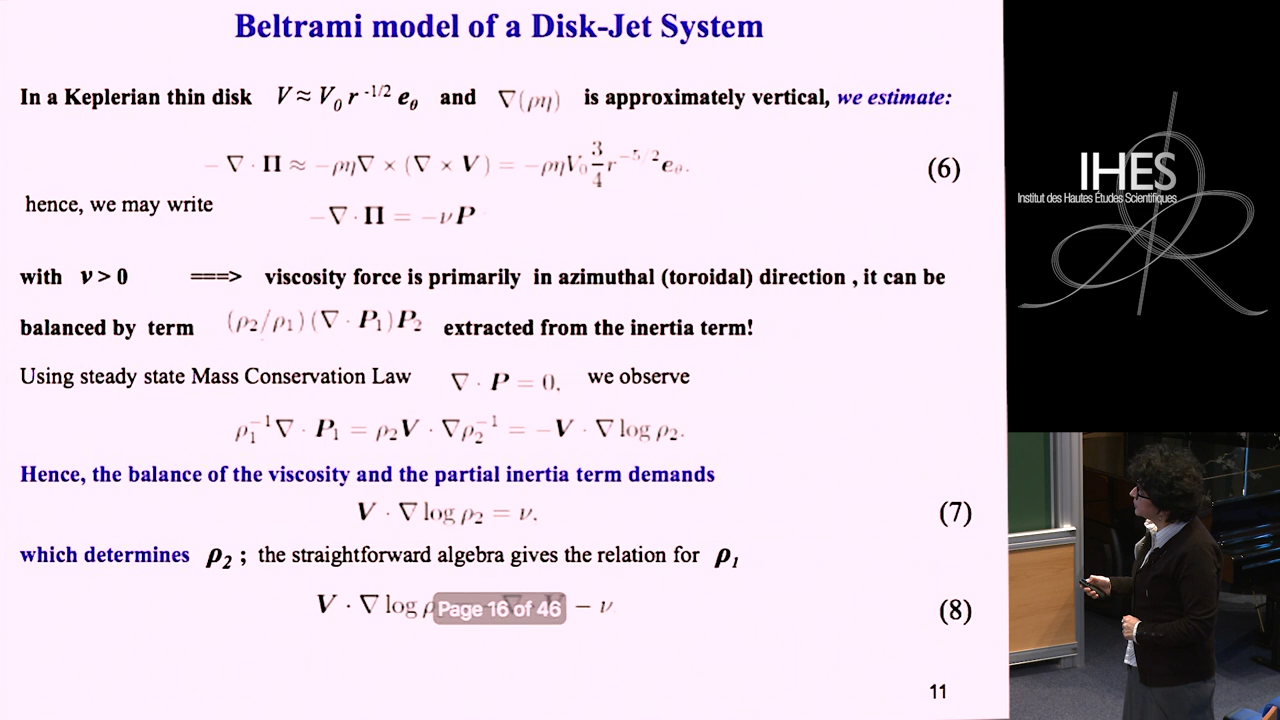 Beltrami model of a Disk-Jet System
In a Keplerian thin disk V ≈ V₀ r ^{-1/2} e_θ and ∇(ρη) is approximately vertical, we estimate:
− ∇ · Π ≈ −ρη∇ × (∇ × V) = −ρηV₀ 3/4 r^{−5/2} e_θ. (6)
hence, we may write −∇ · Π = −νP
with ν > 0 ===> viscosity force is primarily in azimuthal (toroidal) direction , it can be
balanced by term (ρ₂/ρ₁)(∇ · P₁)P₂ extracted from the inertia term!
Using steady state Mass Conservation Law ∇ · P = 0, we observe
ρ₁^{−1}∇ · P₁ = ρ₂V · ∇ρ₂^{−1} = −V · ∇ log ρ₂.
Hence, the balance of the viscosity and the partial inertia term demands
V · ∇ log ρ₂ = ν. (7)
which determines ρ₂ ; the straightforward algebra gives the relation for ρ₁
V · ∇ log ρ − ν (8)
Page 16 of 46
11
IHES
Institut des Hautes Études Scientifiques